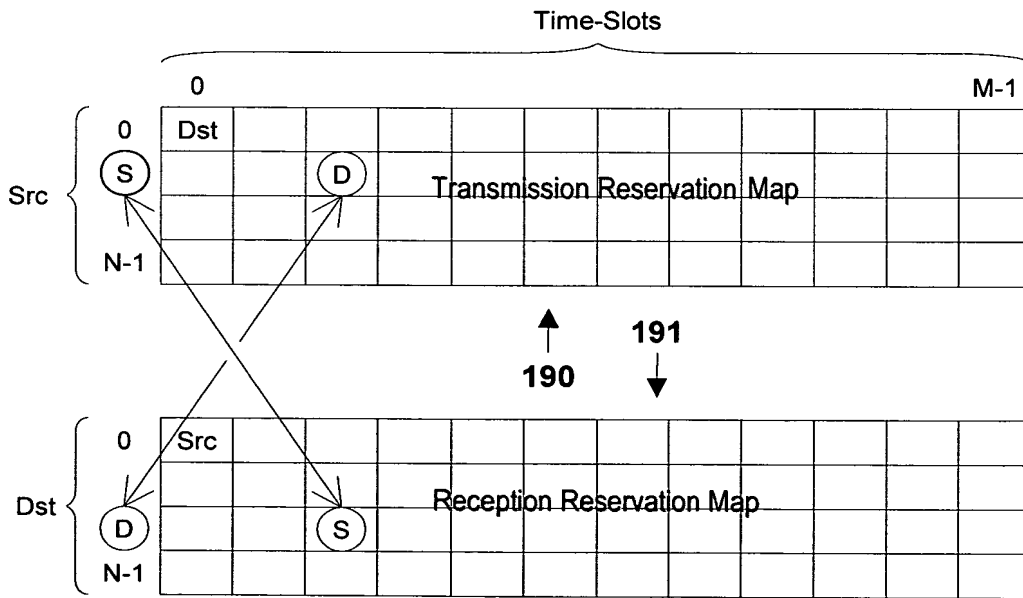 Time-Slots
0 M-1
0 Dst
S D Transmission Reservation Map
Src
N-1
191
190
0 Src
Reception Reservation Map
Dst D S
N-1